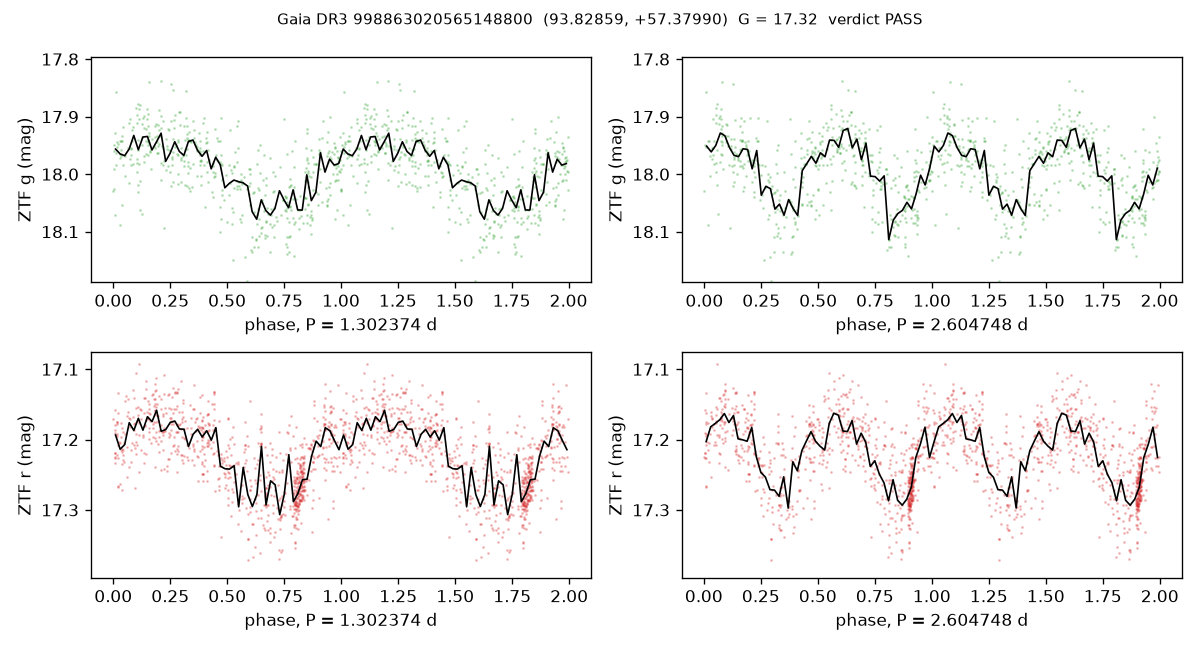 Gaia DR3 998863020565148800 (93.82859, +57.37990) G = 17.32 verdict PASS
ZTF g (mag)
17.8
17.9
18.0
18.1
0.00 0.25 0.50 0.75 1.00 1.25 1.50 1.75 2.00
phase, P = 1.302374 d
ZTF g (mag)
17.8
17.9
18.0
18.1
0.00 0.25 0.50 0.75 1.00 1.25 1.50 1.75 2.00
phase, P = 2.604748 d
ZTF r (mag)
17.1
17.2
17.3
0.00 0.25 0.50 0.75 1.00 1.25 1.50 1.75 2.00
phase, P = 1.302374 d
ZTF r (mag)
17.1
17.2
17.3
0.00 0.25 0.50 0.75 1.00 1.25 1.50 1.75 2.00
phase, P = 2.604748 d